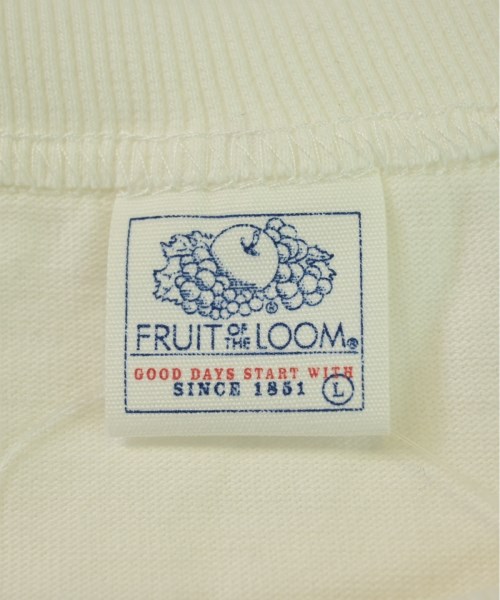 ®
FRUIT OF THE LOOM®
GOOD DAYS START WITH
SINCE 1851 L